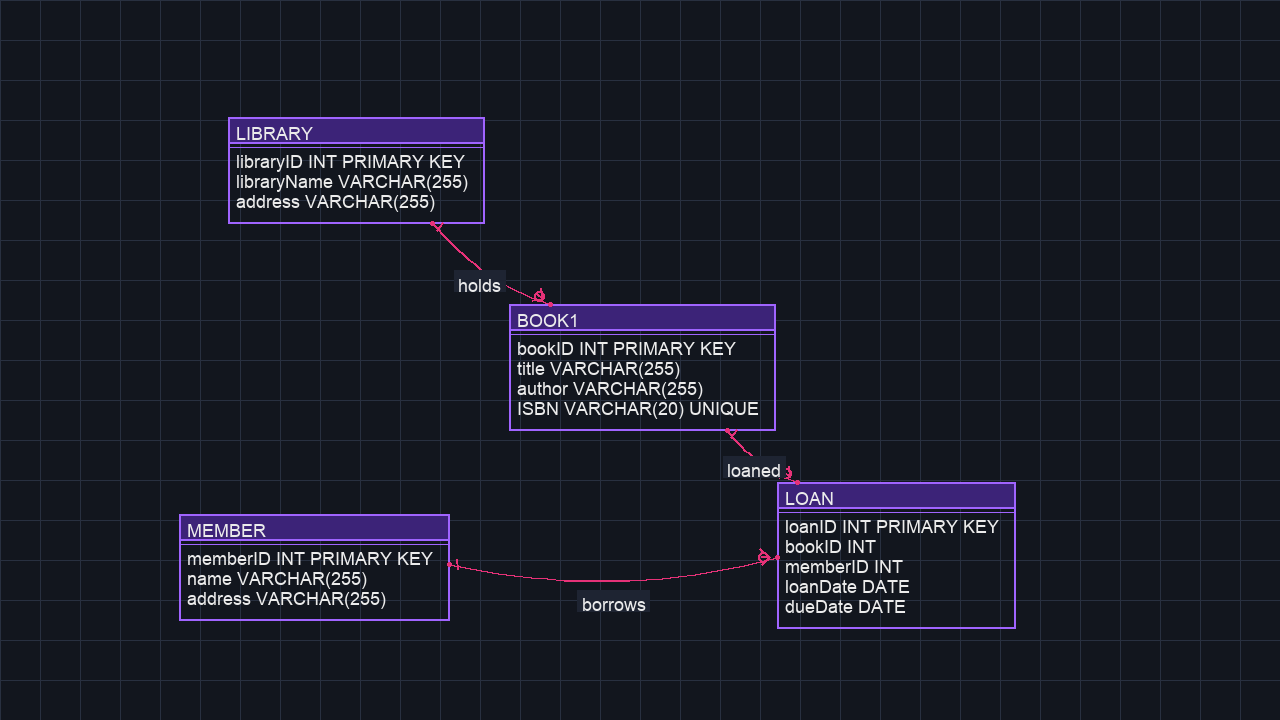 LIBRARY
libraryID INT PRIMARY KEY
libraryName VARCHAR(255)
address VARCHAR(255)
holds
BOOK1
bookID INT PRIMARY KEY
title VARCHAR(255)
author VARCHAR(255)
ISBN VARCHAR(20) UNIQUE
loaned
LOAN
loanID INT PRIMARY KEY
bookID INT
memberID INT
loanDate DATE
dueDate DATE
MEMBER
memberID INT PRIMARY KEY
name VARCHAR(255)
address VARCHAR(255)
borrows